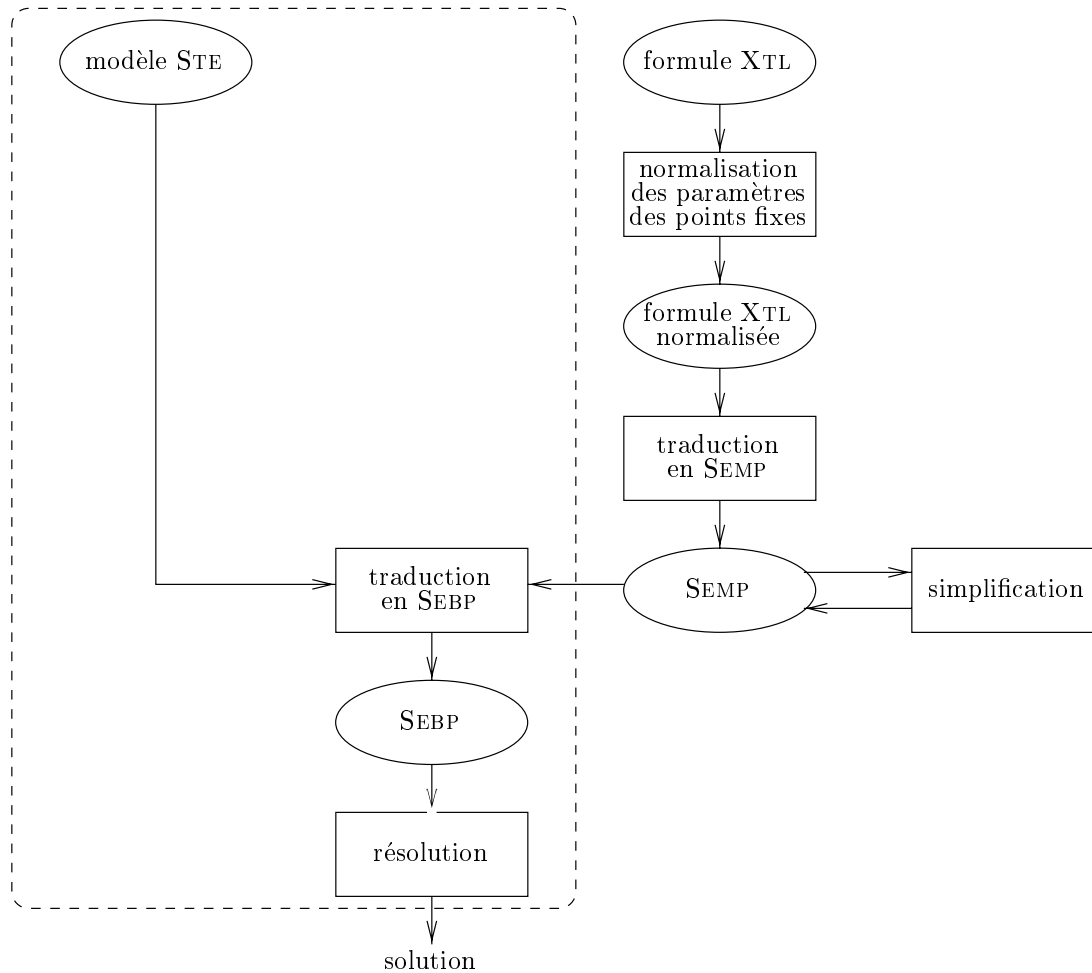 modèle STE
formule XTL
normalisation
des paramètres
des points fixes
formule XTL
normalisée
traduction
en SEMP
traduction
en SEBP
SEMP
simplification
SEBP
résolution
solution